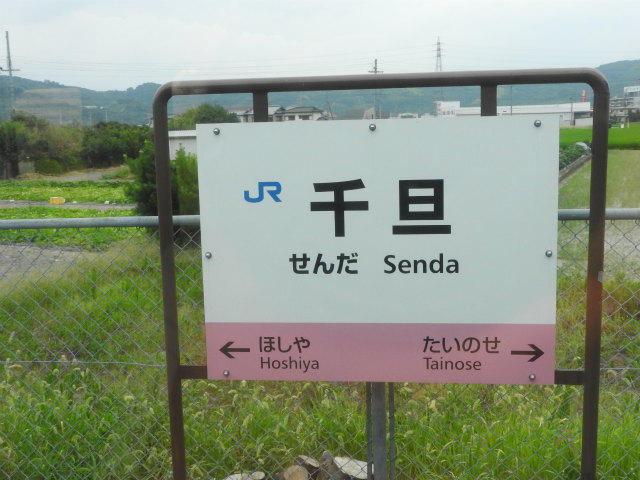 JR 千旦
せんだ Senda
← ほしや たいのせ →
Hoshiya Tainose